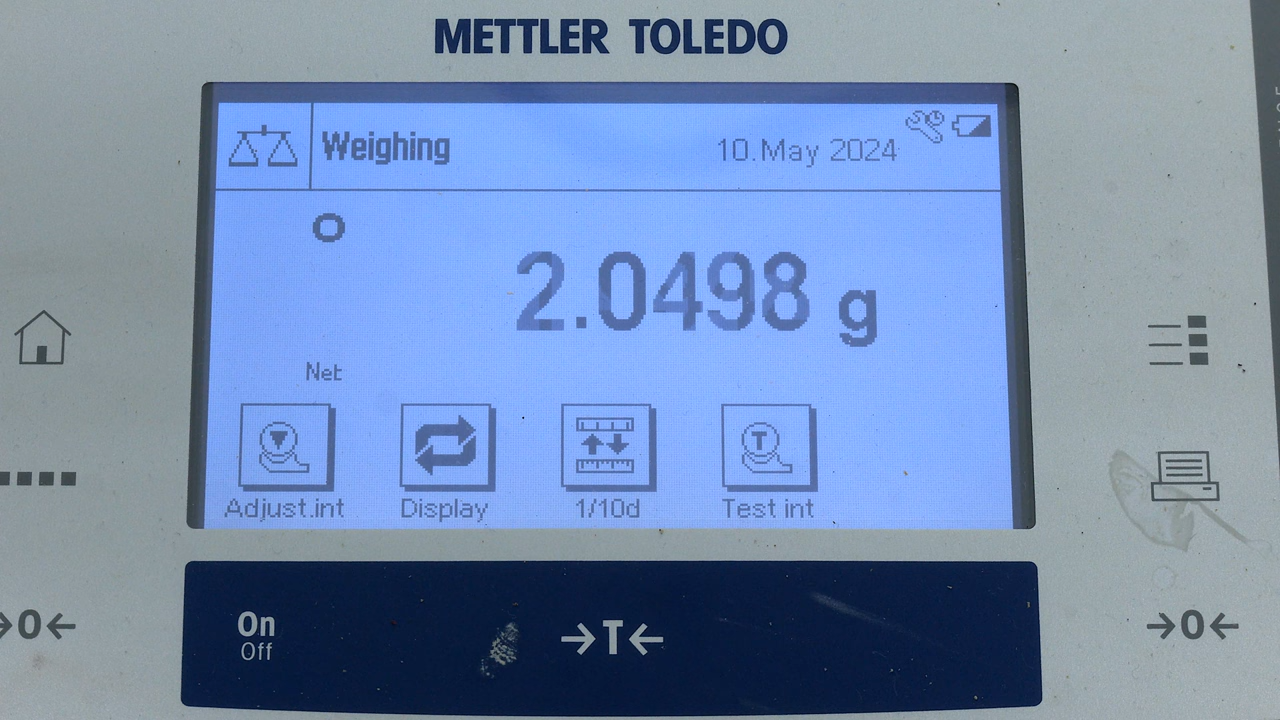 METTLER TOLEDO
Weighing
10.May 2024
2.0498 g
Net
Adjust.int Display 1/10d Test int
→0←
On
Off
→T←
→0←